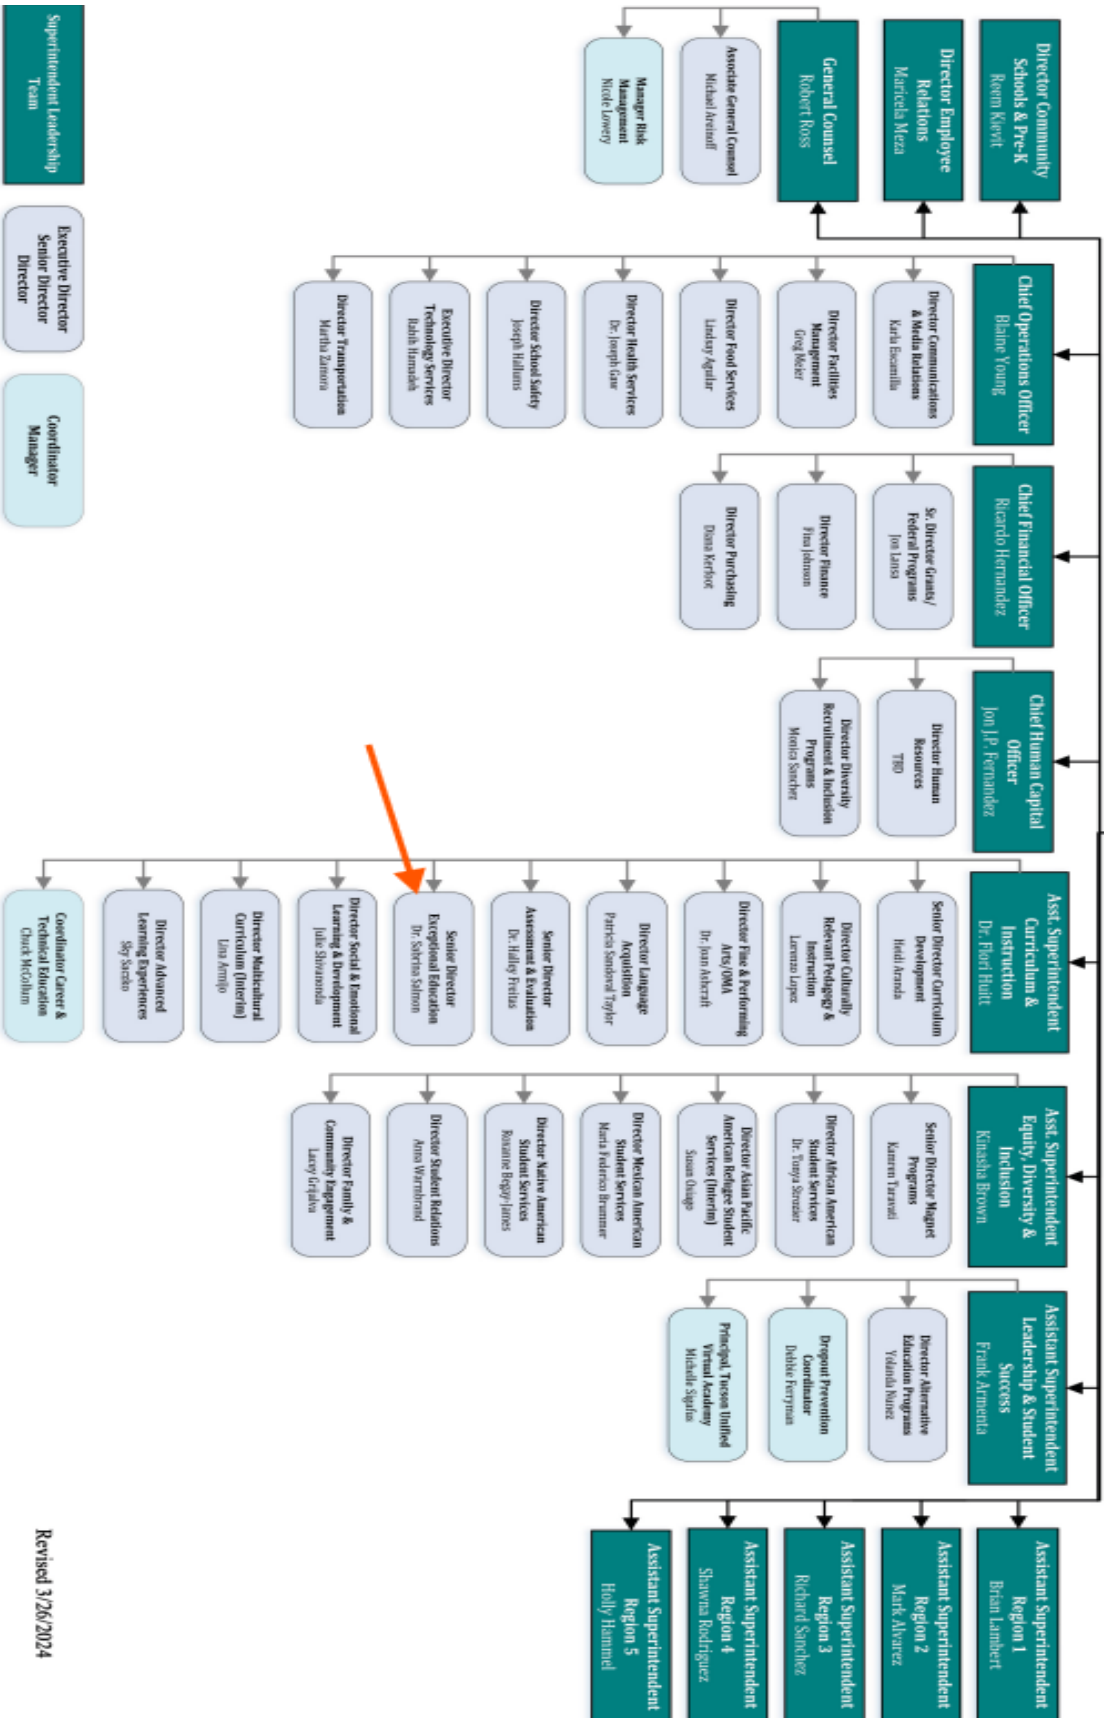 Director Community
Schools & Pre-K
Reem Kievit
Director Employee
Relations
Maricela Meza
General Counsel
Robert Ross
Associate General Counsel
Michael Areinoff
Manager Risk
Management
Nicole Lowery
Chief Operations Officer
Blaine Young
Director Communications
& Media Relations
Karla Escamilla
Director Facilities
Management
Greg Meier
Director Food Services
Lindsay Aguilar
Director Health Services
Dr. Joseph Gaw
Director School Safety
Joseph Hallums
Executive Director
Technology Services
Rabih Hamadeh
Director Transportation
Martha Zamora
Chief Financial Officer
Ricardo Hernandez
Sr. Director Grants/
Federal Programs
Jon Lansa
Director Finance
Fina Johnson
Director Purchasing
Diana Kerfoot
Chief Human Capital
Officer
Jon J.P. Fernandez
Director Human
Resources
TBD
Director Diversity
Recruitment & Inclusion
Programs
Monica Sanchez
Asst. Superintendent
Curriculum &
Instruction
Dr. Flori Huitt
Senior Director Curriculum
Development
Heidi Aranda
Director Culturally
Relevant Pedagogy &
Instruction
Lorenzo Lopez
Director Fine & Performing
Arts/OMA
Dr. Joan Ashcraft
Director Language
Acquisition
Patricia Sandoval Taylor
Senior Director
Assessment & Evaluation
Dr. Halley Freitas
Senior Director
Exceptional Education
Dr. Sabrina Salmon
Director Social & Emotional
Learning & Development
Julie Shivanonda
Director Multicultural
Curriculum (Interim)
Lina Armijo
Director Advanced
Learning Experiences
Sky Saczko
Coordinator Career &
Technical Education
Chuck McCollum
Asst. Superintendent
Equity, Diversity &
Inclusion
Kinasha Brown
Senior Director Magnet
Programs
Kamren Taravati
Director African American
Student Services
Dr. Tonya Strozier
Director Asian Pacific
American Refugee Student
Services (Interim)
Susan Osiago
Director Mexican American
Student Services
Maria Federico Brummer
Director Native American
Student Services
Roxanne Begay-James
Director Student Relations
Anna Warmbrand
Director Family &
Community Engagement
Lacey Grijalva
Assistant Superintendent
Leadership & Student
Success
Frank Armenta
Director Alternative
Education Programs
Yolanda Nunez
Dropout Prevention
Coordinator
Debbie Ferryman
Principal, Tucson Unified
Virtual Academy
Michelle Sigafus
Assistant Superintendent
Region 1
Brian Lambert
Assistant Superintendent
Region 2
Mark Alvarez
Assistant Superintendent
Region 3
Richard Sanchez
Assistant Superintendent
Region 4
Shawna Rodriguez
Assistant Superintendent
Region 5
Holly Hammel
Superintendent Leadership
Team
Executive Director
Senior Director
Director
Coordinator
Manager
Revised 3/26/2024